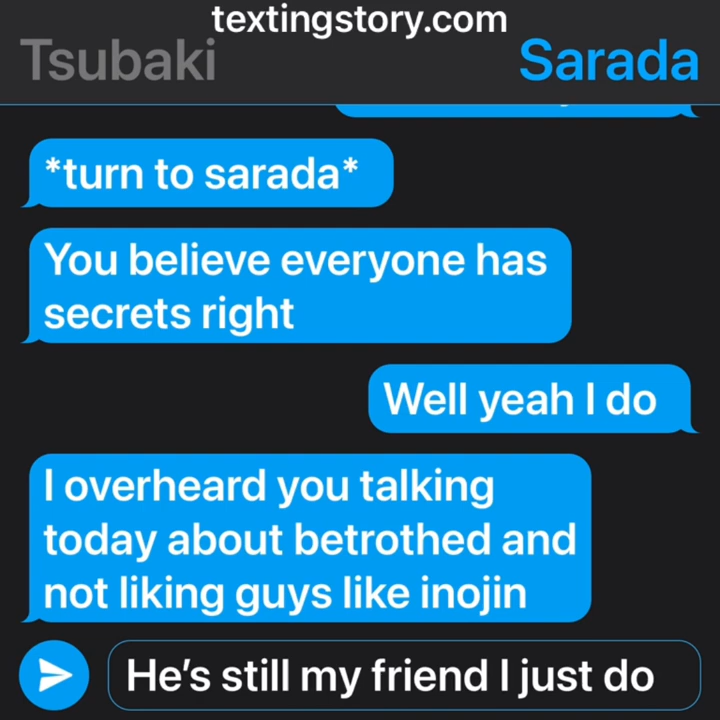 textingstory.com
Tsubaki
Sarada
*turn to sarada*
You believe everyone has
secrets right
Well yeah I do
I overheard you talking
today about betrothed and
not liking guys like inojin
He's still my friend I just do